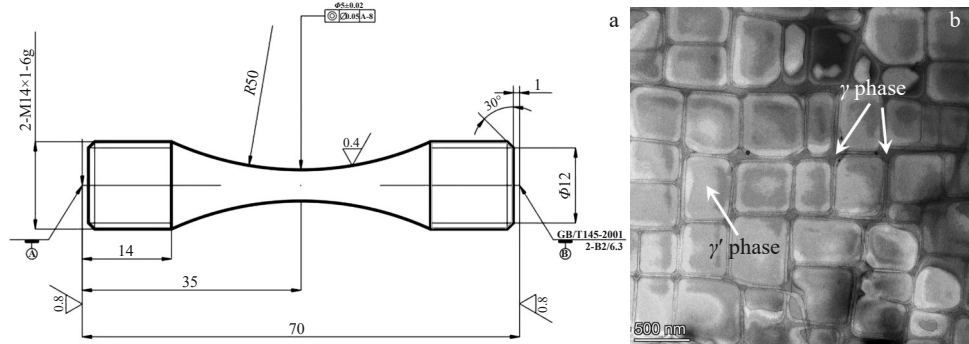 Φ5±0.02
◎ Ø0.05 A-8
a
b
2-M14×1-6g
R50
0.4
30°
1
Φ12
γ phase
γ′ phase
GB/T145-2001
2-B2/6.3
A
B
14
35
70
0.8
0.8
500 nm